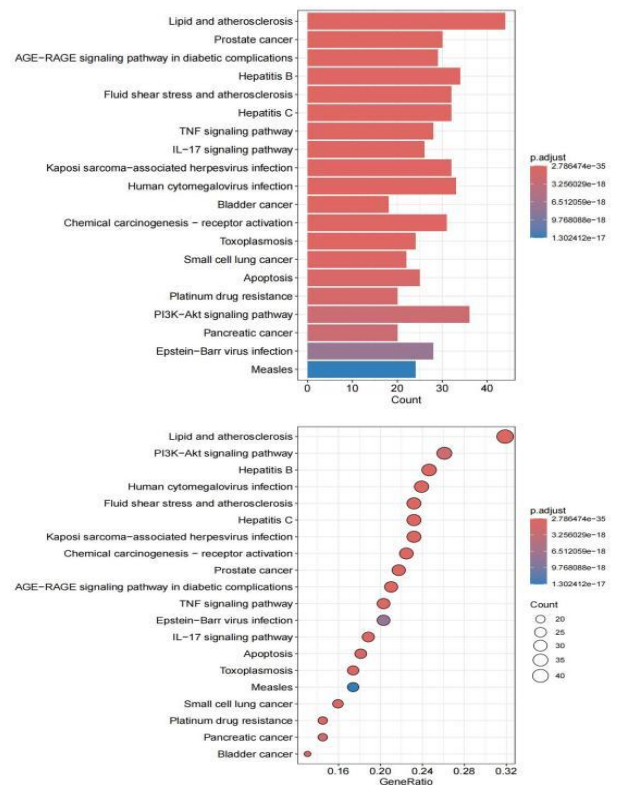 Lipid and atherosclerosis
Prostate cancer
AGE−RAGE signaling pathway in diabetic complications
Hepatitis B
Fluid shear stress and atherosclerosis
Hepatitis C
TNF signaling pathway
IL−17 signaling pathway
Kaposi sarcoma−associated herpesvirus infection
Human cytomegalovirus infection
Bladder cancer
Chemical carcinogenesis − receptor activation
Toxoplasmosis
Small cell lung cancer
Apoptosis
Platinum drug resistance
PI3K−Akt signaling pathway
Pancreatic cancer
Epstein−Barr virus infection
Measles
0 10 20 30 40
Count
p.adjust
2.786474e−35
3.256029e−18
6.512059e−18
9.768088e−18
1.302412e−17
Lipid and atherosclerosis
PI3K−Akt signaling pathway
Hepatitis B
Human cytomegalovirus infection
Fluid shear stress and atherosclerosis
Hepatitis C
Kaposi sarcoma−associated herpesvirus infection
Chemical carcinogenesis − receptor activation
Prostate cancer
AGE−RAGE signaling pathway in diabetic complications
TNF signaling pathway
Epstein−Barr virus infection
IL−17 signaling pathway
Apoptosis
Toxoplasmosis
Measles
Small cell lung cancer
Platinum drug resistance
Pancreatic cancer
Bladder cancer
0.16 0.20 0.24 0.28 0.32
GeneRatio
p.adjust
2.786474e−35
3.256029e−18
6.512059e−18
9.768088e−18
1.302412e−17
Count
20
25
30
35
40